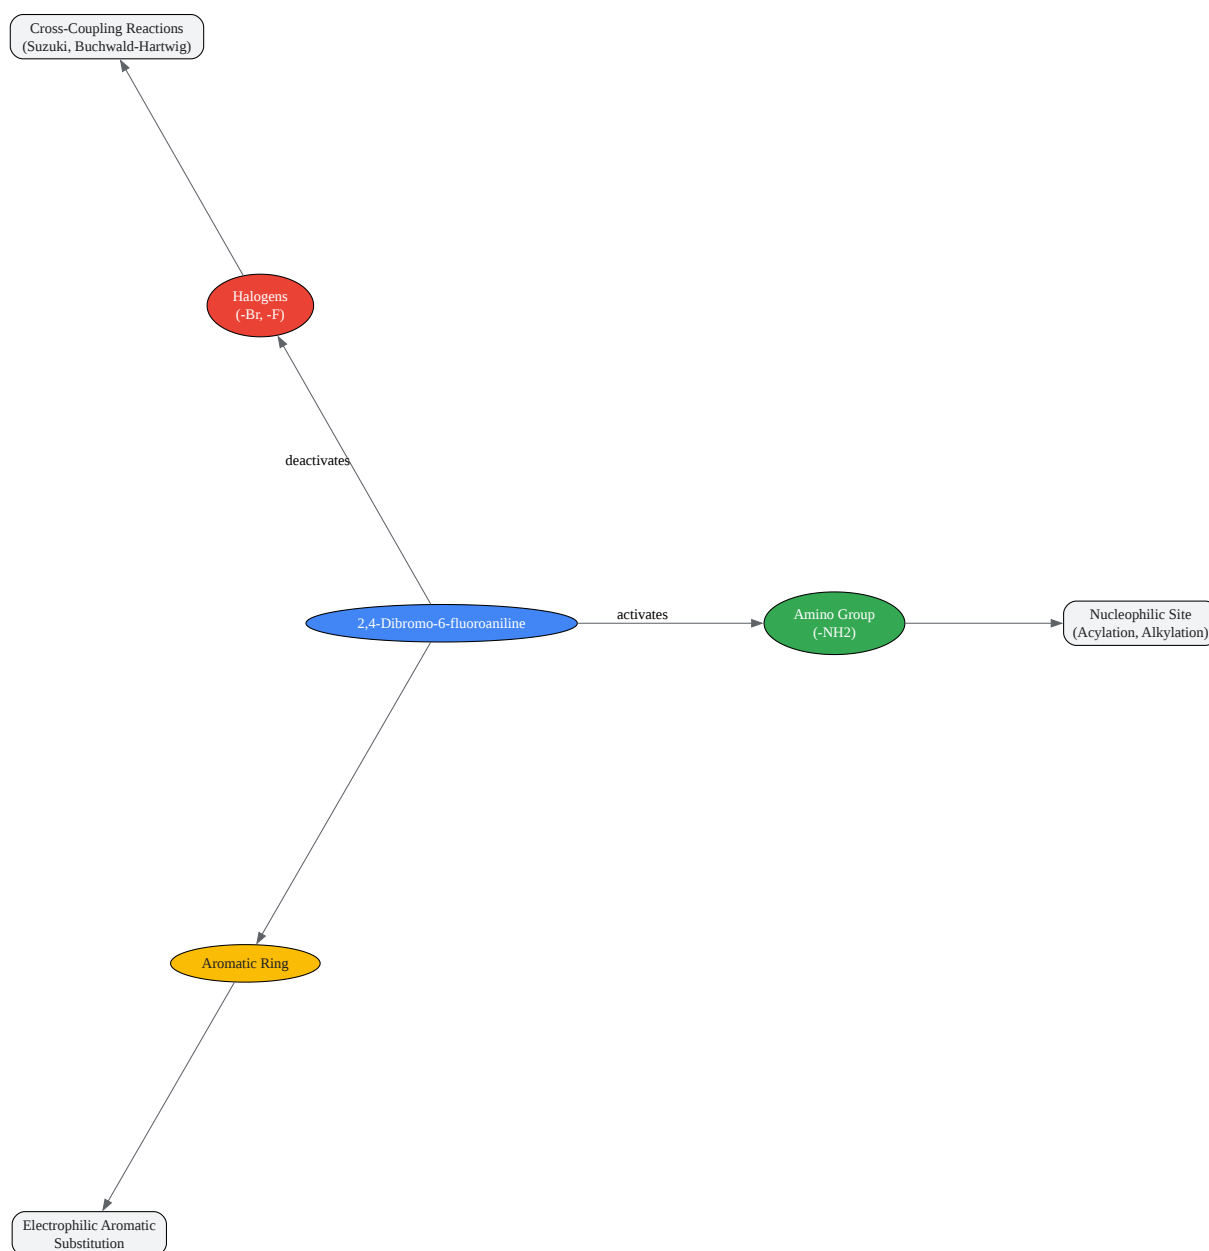 Cross-Coupling Reactions
(Suzuki, Buchwald-Hartwig)
Halogens
(-Br, -F)
deactivates
2,4-Dibromo-6-fluoroaniline
activates
Amino Group
(-NH2)
Nucleophilic Site
(Acylation, Alkylation)
Aromatic Ring
Electrophilic Aromatic
Substitution